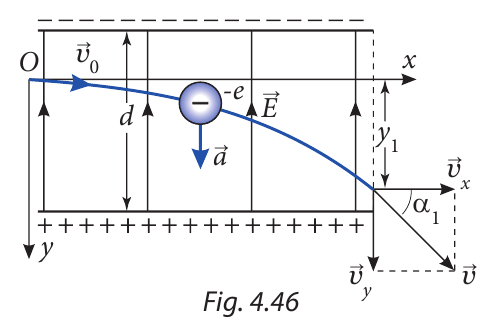 − − − − − − − − − − − − − − − − − −
O
v⃗₀
x
−
-e
d
E⃗
a⃗
y₁
v⃗ₓ
α₁
+ + + + + + + + + + + + + + + + +
y
v⃗ᵧ
v⃗
Fig. 4.46